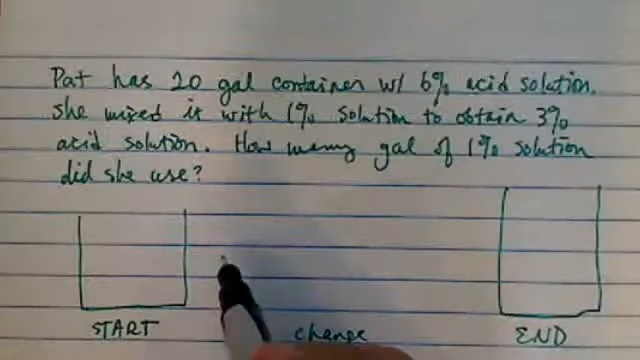 Pat has 20 gal container w/ 6% acid solution.
She mixed it with 1% solution to obtain 3%
acid solution. How many gal of 1% solution
did she use?
START change END